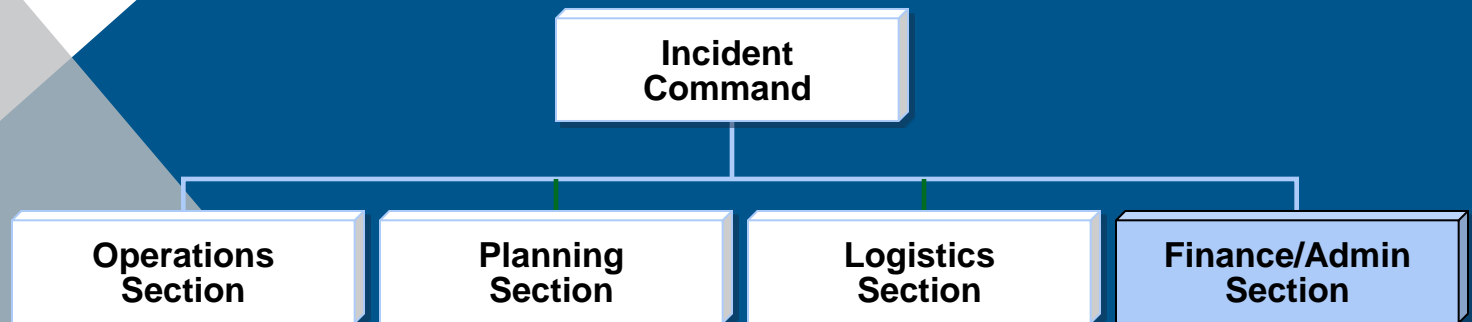 Incident
Command
Operations
Section
Planning
Section
Logistics
Section
Finance/Admin
Section